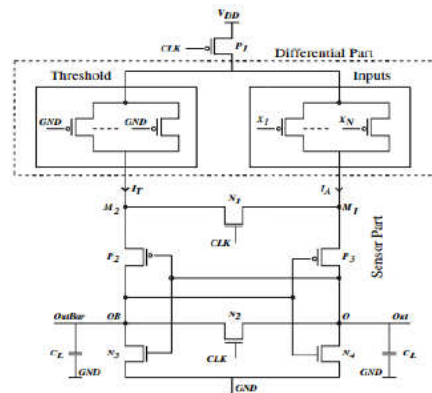 VDD
CLK P1
Differential Part
Threshold Inputs
GND GND X1 XN
IT IA
M2 N1 M1
CLK
P2 P3
Senser Part
OutBar OB N2 O Out
CL N3 CLK N4 CL
GND GND
GND